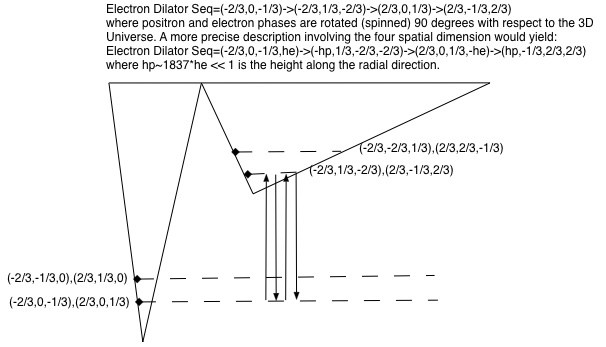 Electron Dilator Seq=(-2/3,0,-1/3)->(-2/3,1/3,-2/3)->(2/3,0,1/3)->(2/3,-1/3,2/3)
where positron and electron phases are rotated (spinned) 90 degrees with respect to the 3D
Universe. A more precise description involving the four spatial dimension would yield:
Electron Dilator Seq=(-2/3,0,-1/3,he)->(-hp,1/3,-2/3,-2/3)->(2/3,0,1/3,-he)->(hp,-1/3,2/3,2/3)
where hp~1837*he << 1 is the height along the radial direction.
(-2/3,-2/3,1/3),(2/3,2/3,-1/3)
(-2/3,1/3,-2/3),(2/3,-1/3,2/3)
(-2/3,-1/3,0),(2/3,1/3,0)
(-2/3,0,-1/3),(2/3,0,1/3)